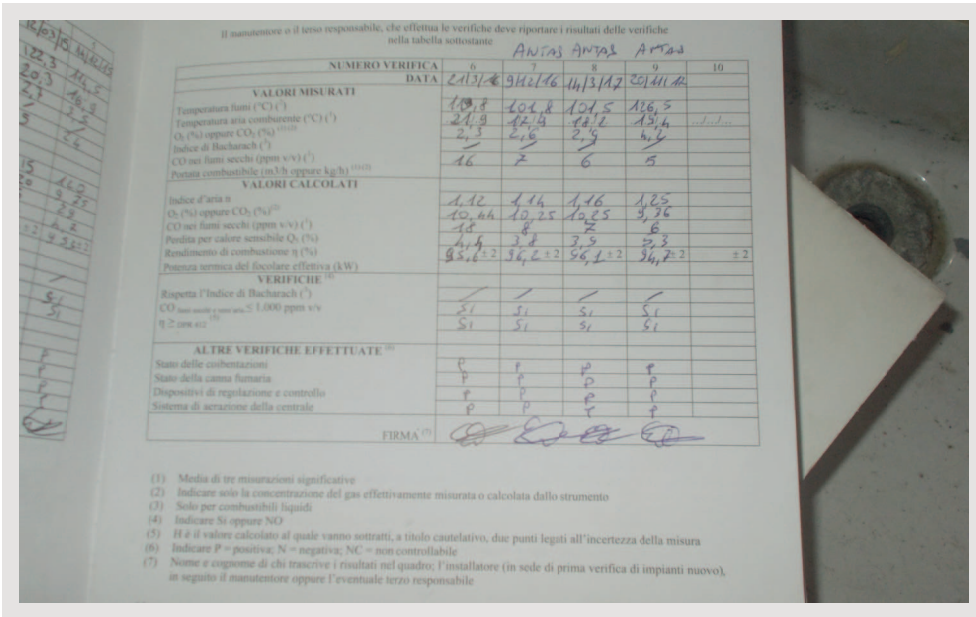 Il manutentore o il terzo responsabile, che effettua le verifiche deve riportare i risultati delle verifiche
nella tabella sottostante
ANTAS ANTAS ANTAS
NUMERO VERIFICA 6 7 8 9 10
DATA 21/3/16 9/12/16 14/3/17
VALORI MISURATI
Temperatura fumi (°C) 101,8 101,5 126,5
Temperatura aria comburente (°C) 21,9 17,4 18,2 19,4
O₂ (%) oppure CO₂ (%) 2,3 2,6 2,9 4,2
Indice di Bacharach / / / /
CO nei fumi secchi (ppm v/v) 16 7 6 5
Portata combustibile (m3/h oppure kg/h)
VALORI CALCOLATI
Indice d'aria n 1,12 1,14 1,16 1,25
O₂ (%) oppure CO₂ (%) 10,44 10,25 10,25 9,36
CO nei fumi secchi (ppm v/v) 18 8 7 6
Perdita per calore sensibile Qs (%) 4,4 3,8 3,9 5,3
Rendimento di combustione η (%) 95,6 ± 2 96,2 ± 2 96,1 ± 2 94,7 ± 2 ± 2
Potenza termica del focolare effettiva (kW)
VERIFICHE (4)
Rispetta l'Indice di Bacharach / / / /
CO ≤ 1.000 ppm v/v Si Si Si Si
η ≥ Si Si Si Si
ALTRE VERIFICHE EFFETTUATE (6)
Stato delle coibentazioni P P P P
Stato della canna fumaria P P P P
Dispositivi di regolazione e controllo P P P P
Sistema di aerazione della centrale P P P P
FIRMA (7)
(1) Media di tre misurazioni significative
(2) Indicare solo la concentrazione del gas effettivamente misurata o calcolata dallo strumento
(3) Solo per combustibili liquidi
(4) Indicare Si oppure NO
(5) H è il valore calcolato al quale vanno sottratti, a titolo cautelativo, due punti legati all'incertezza della misura
(6) Indicare P = positiva; N = negativa; NC = non controllabile
(7) Nome e cognome di chi trascrive i risultati nel quadro; l'installatore (in sede di prima verifica di impianti nuovo),
in seguito il manutentore oppure l'eventuale terzo responsabile